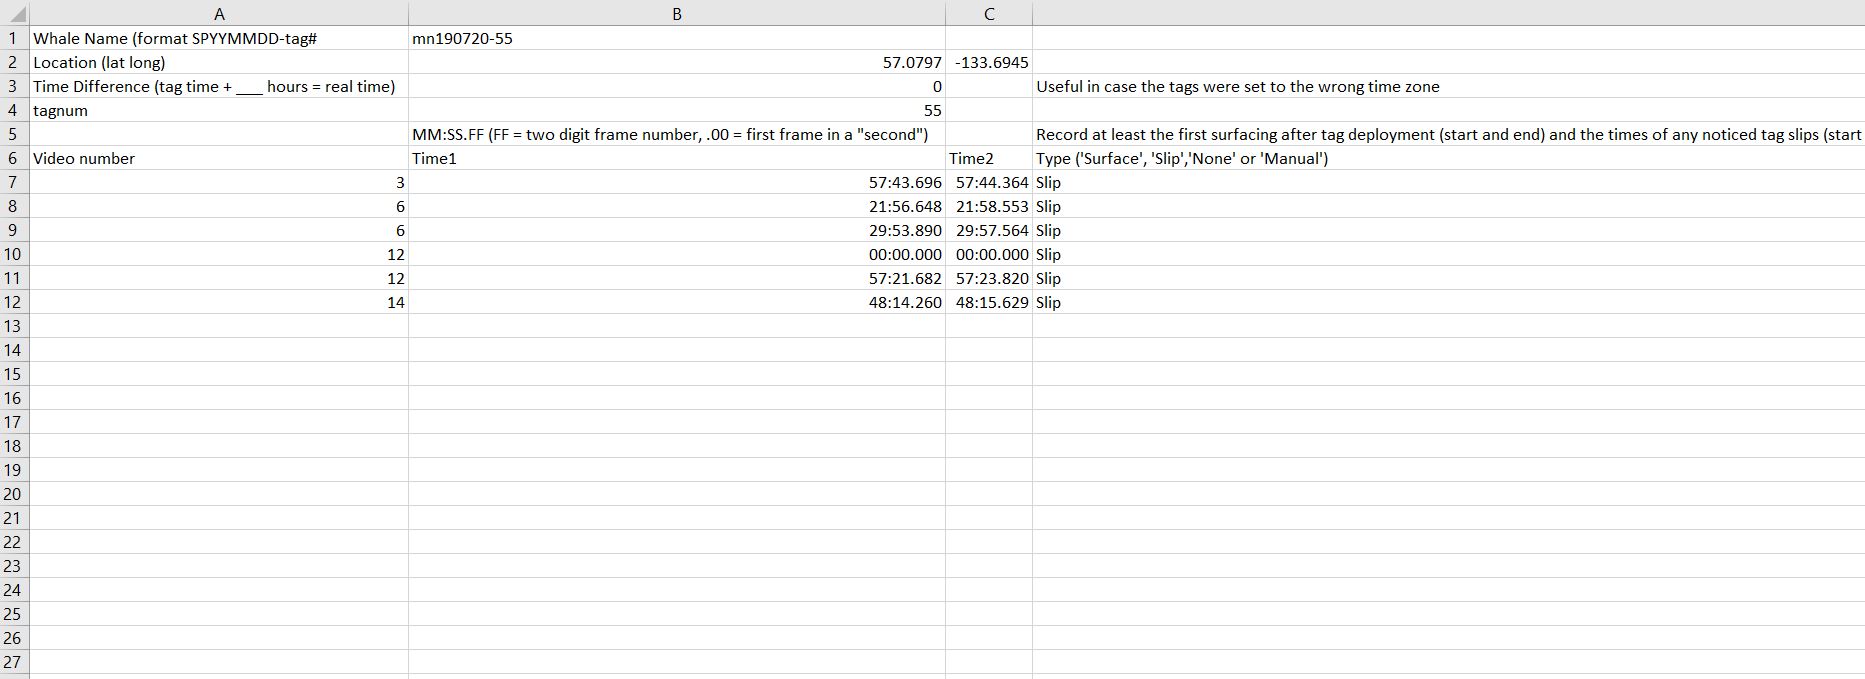 A B C
1 Whale Name (format SPYYMMDD-tag# mn190720-55
2 Location (lat long) 57.0797 -133.6945
3 Time Difference (tag time + ___ hours = real time) 0 Useful in case the tags were set to the wrong time zone
4 tagnum 55
5 MM:SS.FF (FF = two digit frame number, .00 = first frame in a "second") Record at least the first surfacing after tag deployment (start and end) and the times of any noticed tag slips (start
6 Video number Time1 Time2 Type ('Surface', 'Slip','None' or 'Manual')
7 3 57:43.696 57:44.364 Slip
8 6 21:56.648 21:58.553 Slip
9 6 29:53.890 29:57.564 Slip
10 12 00:00.000 00:00.000 Slip
11 12 57:21.682 57:23.820 Slip
12 14 48:14.260 48:15.629 Slip
13
14
15
16
17
18
19
20
21
22
23
24
25
26
27